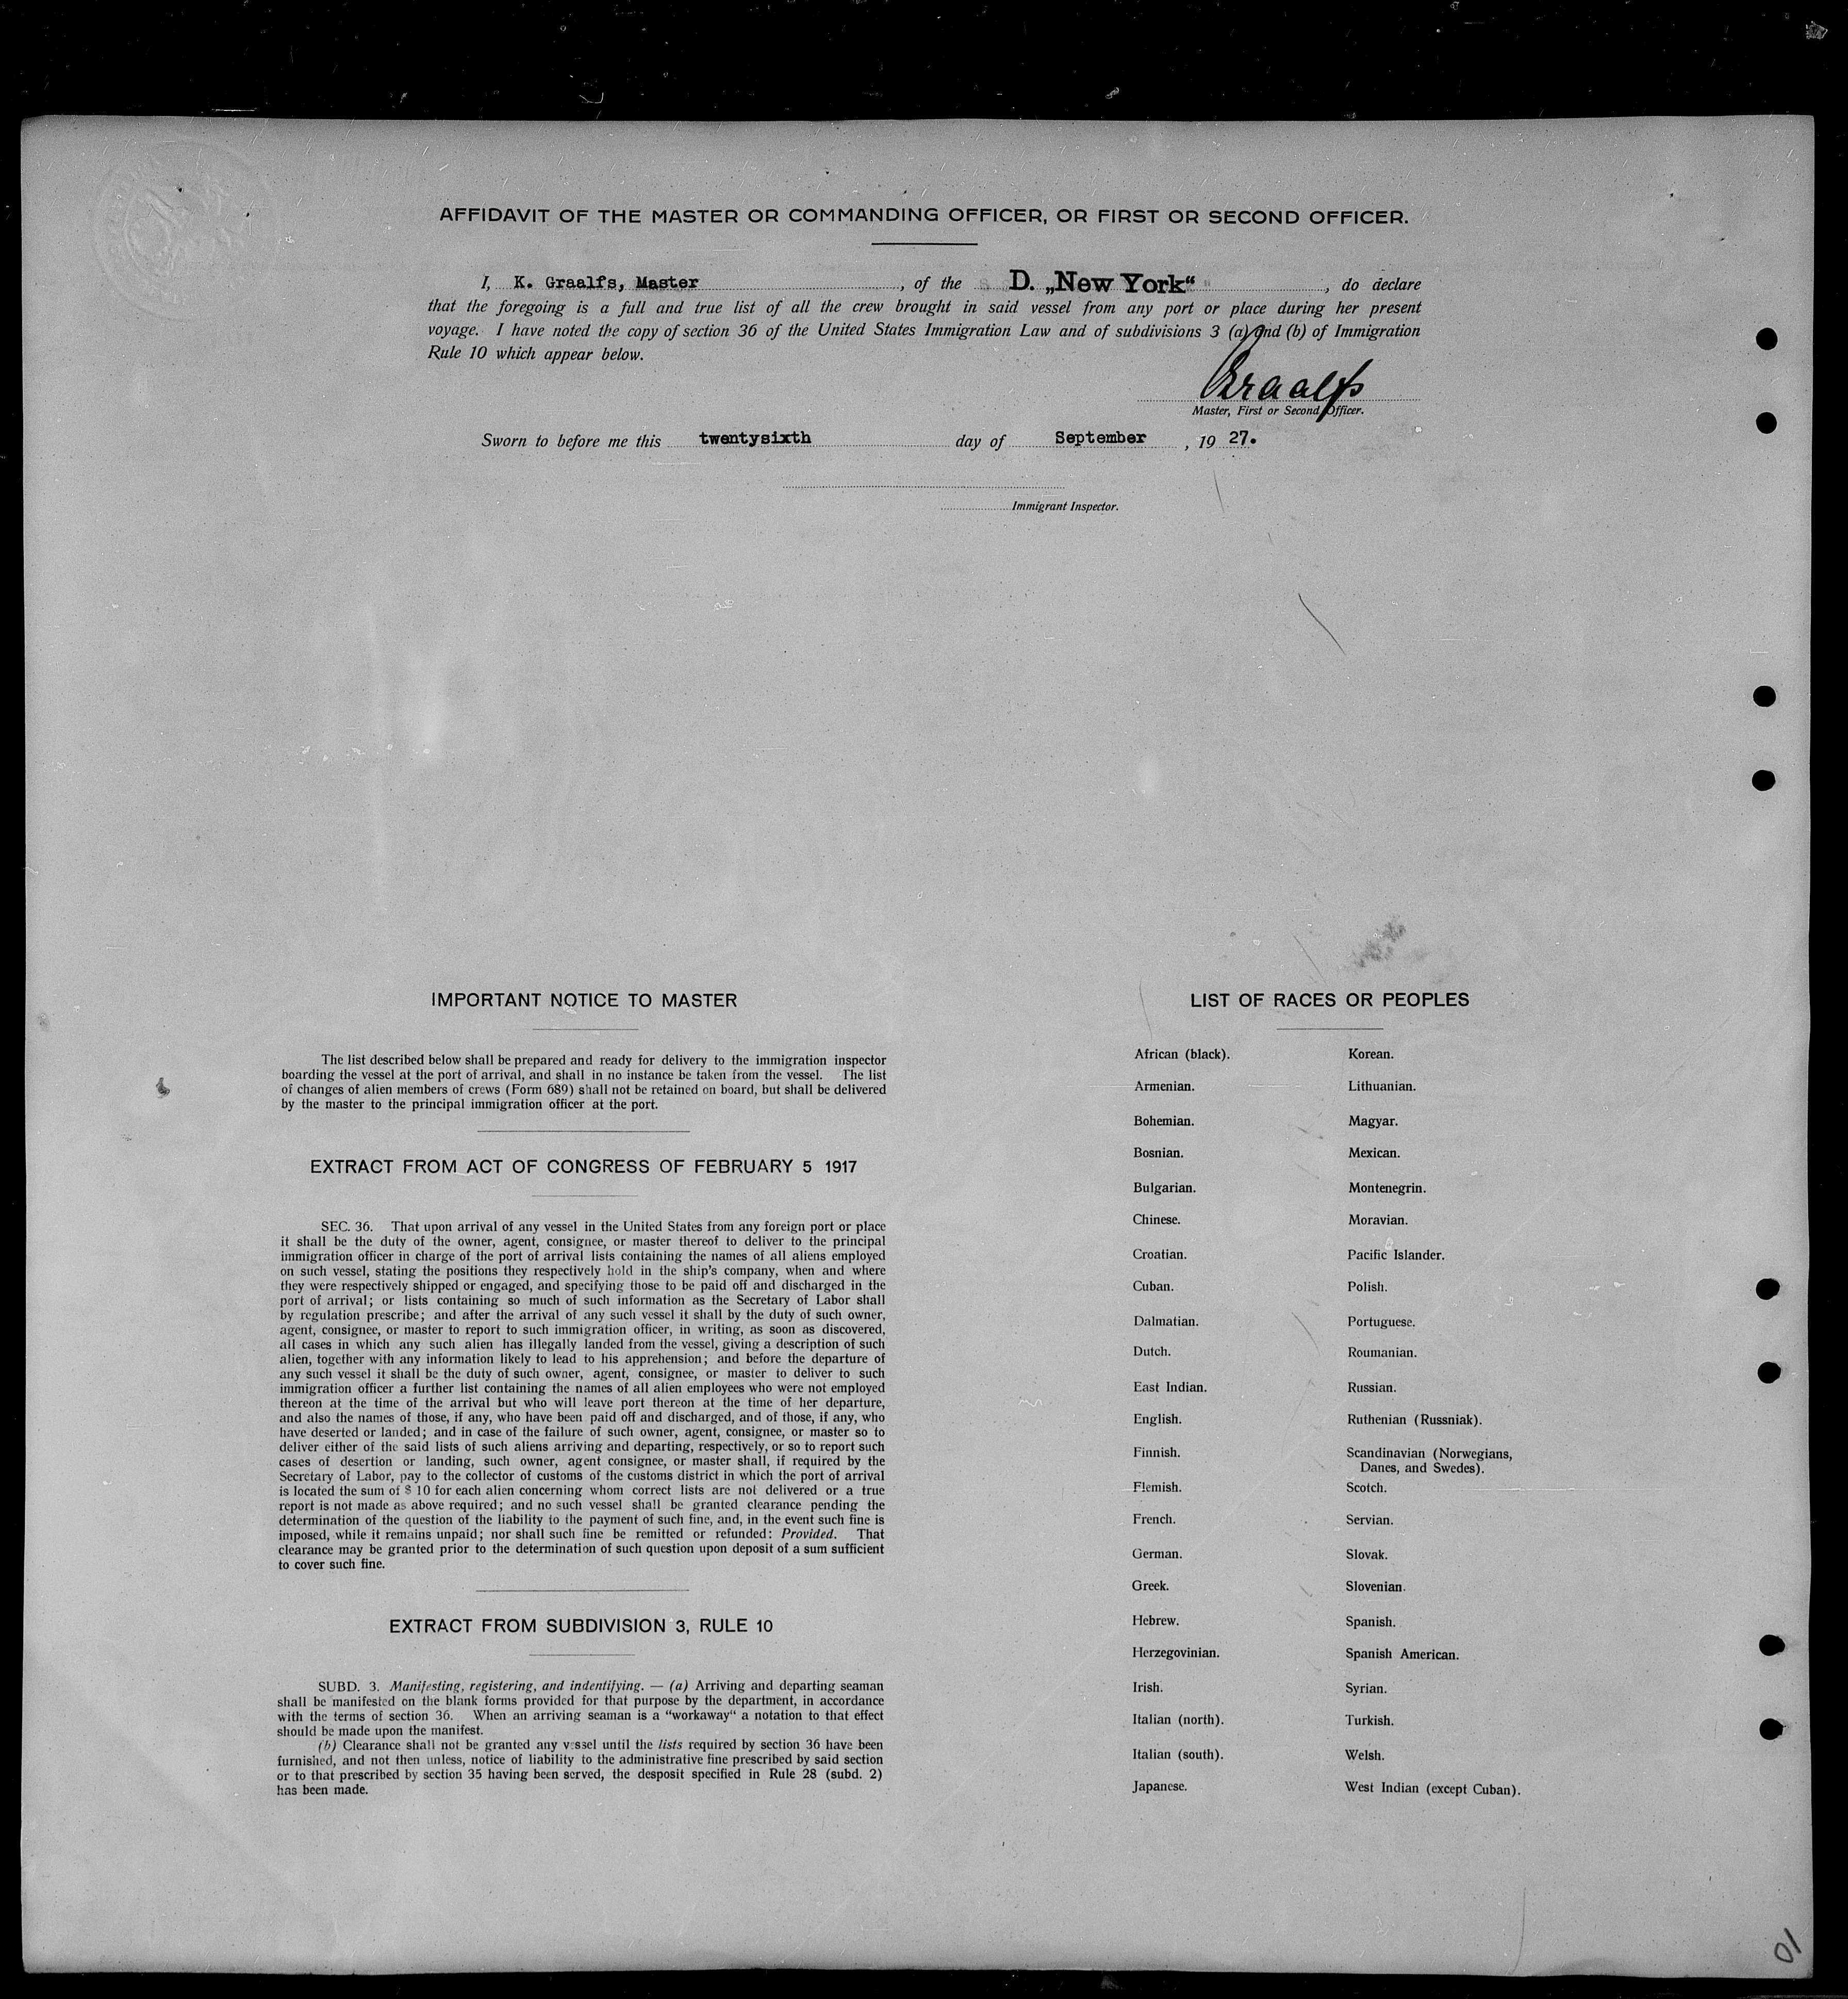 AFFIDAVIT OF THE MASTER OR COMMANDING OFFICER, OR FIRST OR SECOND OFFICER.
I, K. Graalfs, Master, of the D. „New York“, do declare
that the foregoing is a full and true list of all the crew brought in said vessel from any port or place during her present
voyage. I have noted the copy of section 36 of the United States Immigration Law and of subdivisions 3 (a) and (b) of Immigration
Rule 10 which appear below.
Graalfs
Master, First or Second Officer.
Sworn to before me this twentysixth day of September, 19 27.
Immigrant Inspector.
IMPORTANT NOTICE TO MASTER
The list described below shall be prepared and ready for delivery to the immigration inspector
boarding the vessel at the port of arrival, and shall in no instance be taken from the vessel. The list
of changes of alien members of crews (Form 689) shall not be retained on board, but shall be delivered
by the master to the principal immigration officer at the port.
EXTRACT FROM ACT OF CONGRESS OF FEBRUARY 5 1917
SEC. 36. That upon arrival of any vessel in the United States from any foreign port or place
it shall be the duty of the owner, agent, consignee, or master thereof to deliver to the principal
immigration officer in charge of the port of arrival lists containing the names of all aliens employed
on such vessel, stating the positions they respectively hold in the ship's company, when and where
they were respectively shipped or engaged, and specifying those to be paid off and discharged in the
port of arrival; or lists containing so much of such information as the Secretary of Labor shall
by regulation prescribe; and after the arrival of any such vessel it shall by the duty of such owner,
agent, consignee, or master to report to such immigration officer, in writing, as soon as discovered,
all cases in which any such alien has illegally landed from the vessel, giving a description of such
alien, together with any information likely to lead to his apprehension; and before the departure of
any such vessel it shall be the duty of such owner, agent, consignee, or master to deliver to such
immigration officer a further list containing the names of all alien employees who were not employed
thereon at the time of the arrival but who will leave port thereon at the time of her departure,
and also the names of those, if any, who have been paid off and discharged, and of those, if any, who
have deserted or landed; and in case of the failure of such owner, agent, consignee, or master so to
deliver either of the said lists of such aliens arriving and departing, respectively, or so to report such
cases of desertion or landing, such owner, agent consignee, or master shall, if required by the
Secretary of Labor, pay to the collector of customs of the customs district in which the port of arrival
is located the sum of $ 10 for each alien concerning whom correct lists are not delivered or a true
report is not made as above required; and no such vessel shall be granted clearance pending the
determination of the question of the liability to the payment of such fine, and, in the event such fine is
imposed, while it remains unpaid; nor shall such fine be remitted or refunded: Provided. That
clearance may be granted prior to the determination of such question upon deposit of a sum sufficient
to cover such fine.
EXTRACT FROM SUBDIVISION 3, RULE 10
SUBD. 3. Manifesting, registering, and indentifying. — (a) Arriving and departing seaman
shall be manifested on the blank forms provided for that purpose by the department, in accordance
with the terms of section 36. When an arriving seaman is a “workaway“ a notation to that effect
should be made upon the manifest.
(b) Clearance shall not be granted any vessel until the lists required by section 36 have been
furnished, and not then unless, notice of liability to the administrative fine prescribed by said section
or to that prescribed by section 35 having been served, the desposit specified in Rule 28 (subd. 2)
has been made.
LIST OF RACES OR PEOPLES
African (black).
Armenian.
Bohemian.
Bosnian.
Bulgarian.
Chinese.
Croatian.
Cuban.
Dalmatian.
Dutch.
East Indian.
English.
Finnish.
Flemish.
French.
German.
Greek.
Hebrew.
Herzegovinian.
Irish.
Italian (north).
Italian (south).
Japanese.
Korean.
Lithuanian.
Magyar.
Mexican.
Montenegrin.
Moravian.
Pacific Islander.
Polish.
Portuguese.
Roumanian.
Russian.
Ruthenian (Russniak).
Scandinavian (Norwegians,
Danes, and Swedes).
Scotch.
Servian.
Slovak.
Slovenian.
Spanish.
Spanish American.
Syrian.
Turkish.
Welsh.
West Indian (except Cuban).
10